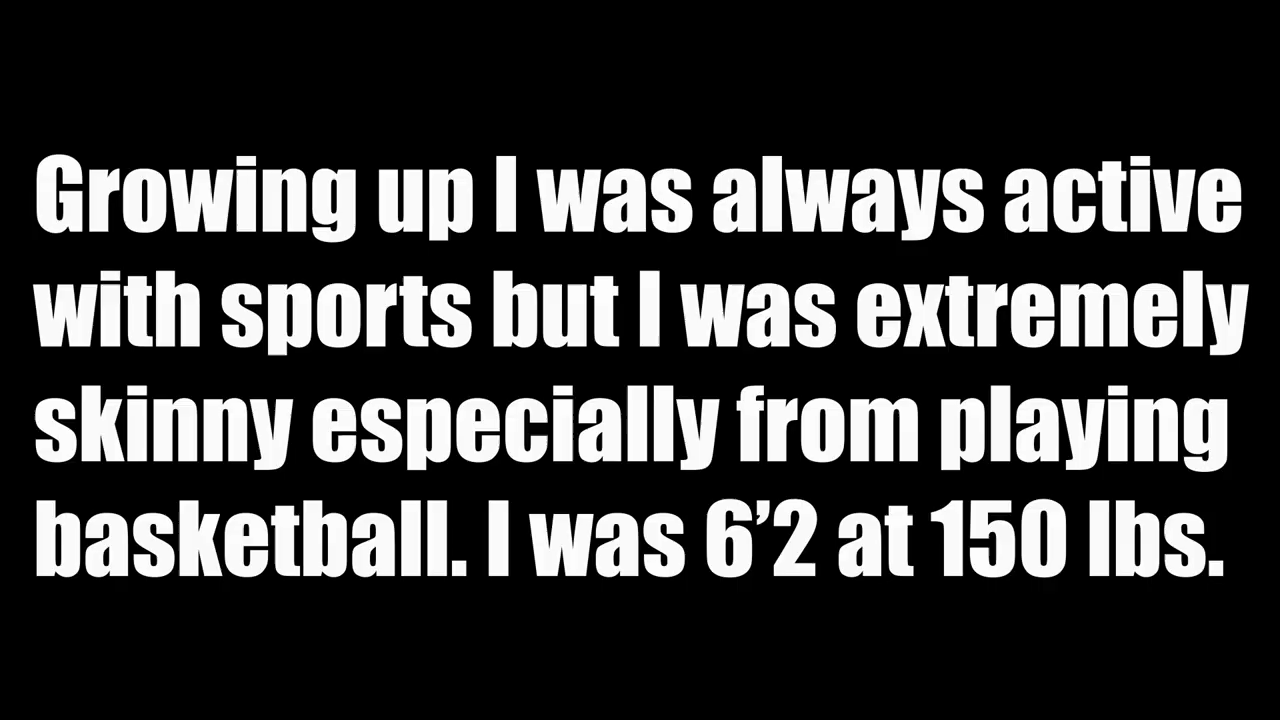 Growing up I was always active
with sports but I was extremely
skinny especially from playing
basketball. I was 6’2 at 150 lbs.